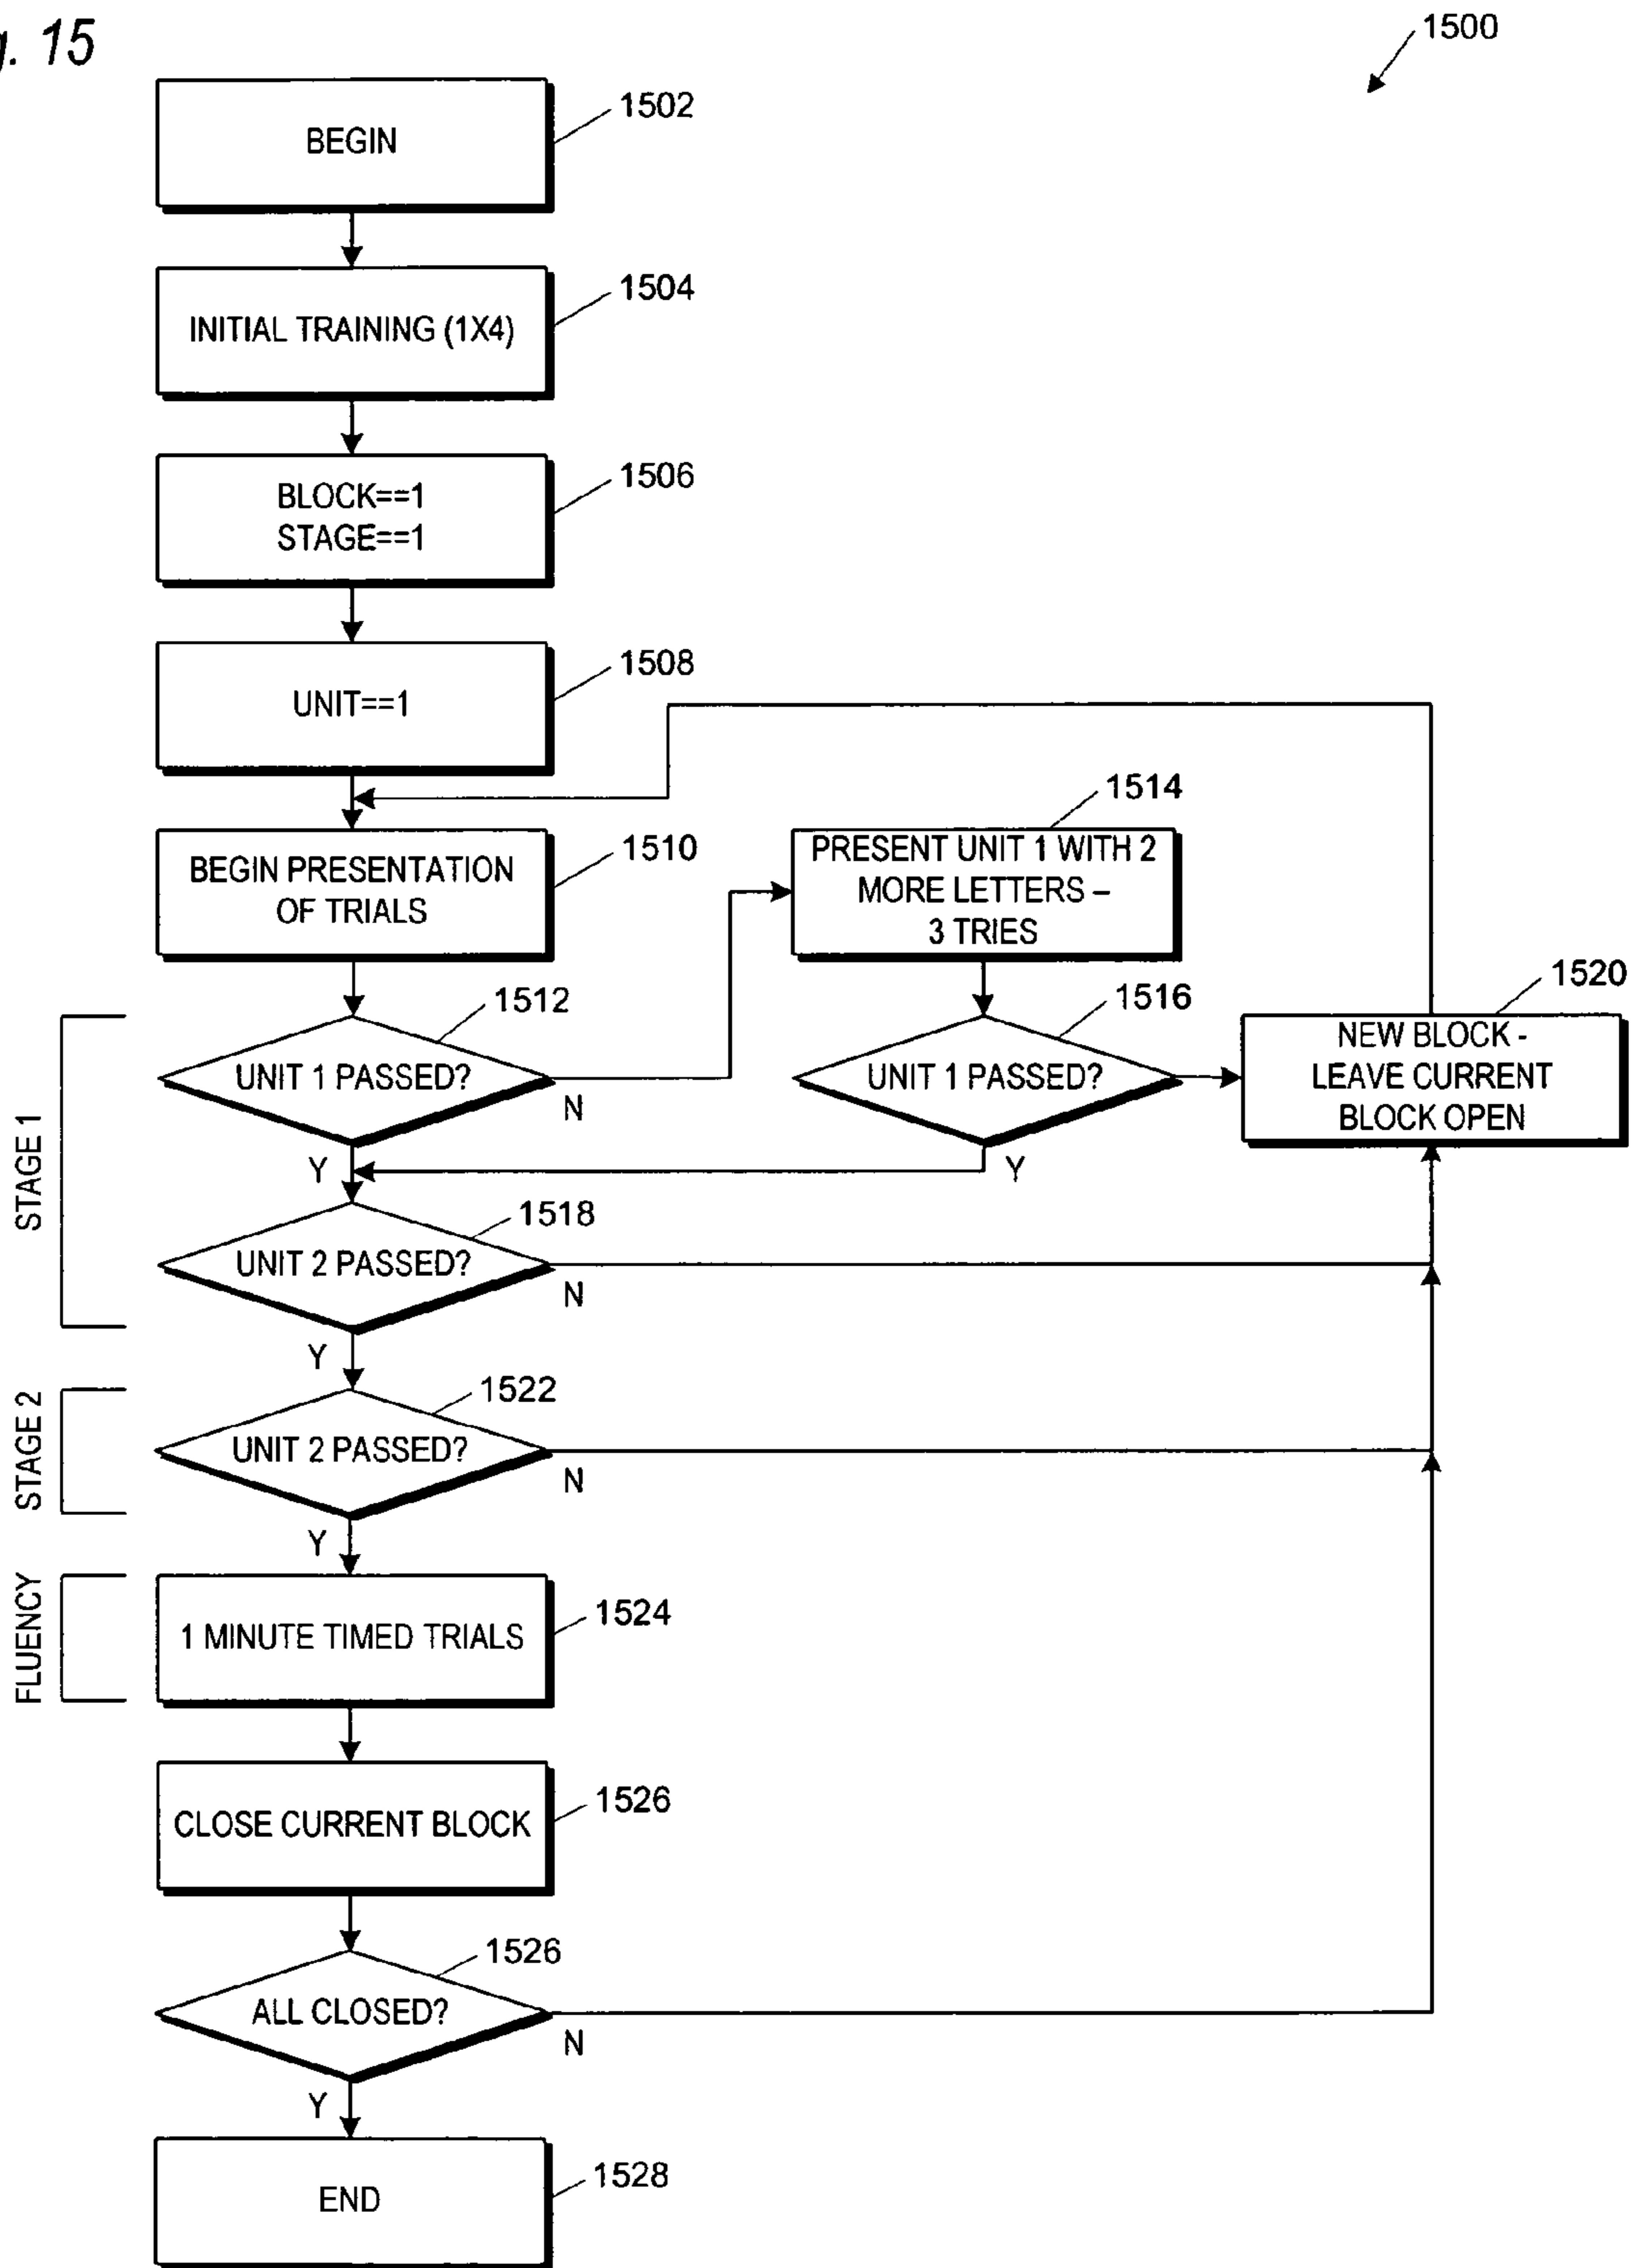 g. 15
1500
BEGIN
1502
INITIAL TRAINING (1X4)
1504
BLOCK==1
STAGE==1
1506
UNIT==1
1508
BEGIN PRESENTATION
OF TRIALS
1510
PRESENT UNIT 1 WITH 2
MORE LETTERS –
3 TRIES
1514
STAGE 1
UNIT 1 PASSED?
1512
N
Y
UNIT 1 PASSED?
1516
Y
NEW BLOCK -
LEAVE CURRENT
BLOCK OPEN
1520
UNIT 2 PASSED?
1518
N
Y
STAGE 2
UNIT 2 PASSED?
1522
N
Y
FLUENCY
1 MINUTE TIMED TRIALS
1524
CLOSE CURRENT BLOCK
1526
ALL CLOSED?
1526
N
Y
END
1528